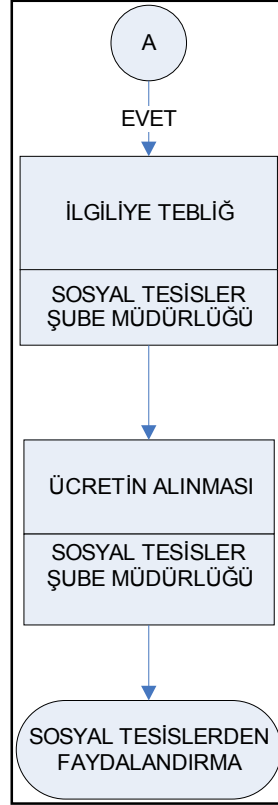 A
EVET
İLGİLİYE TEBLİĞ
SOSYAL TESİSLER
ŞUBE MÜDÜRLÜĞÜ
ÜCRETİN ALINMASI
SOSYAL TESİSLER
ŞUBE MÜDÜRLÜĞÜ
SOSYAL TESİSLERDEN
FAYDALANDIRMA